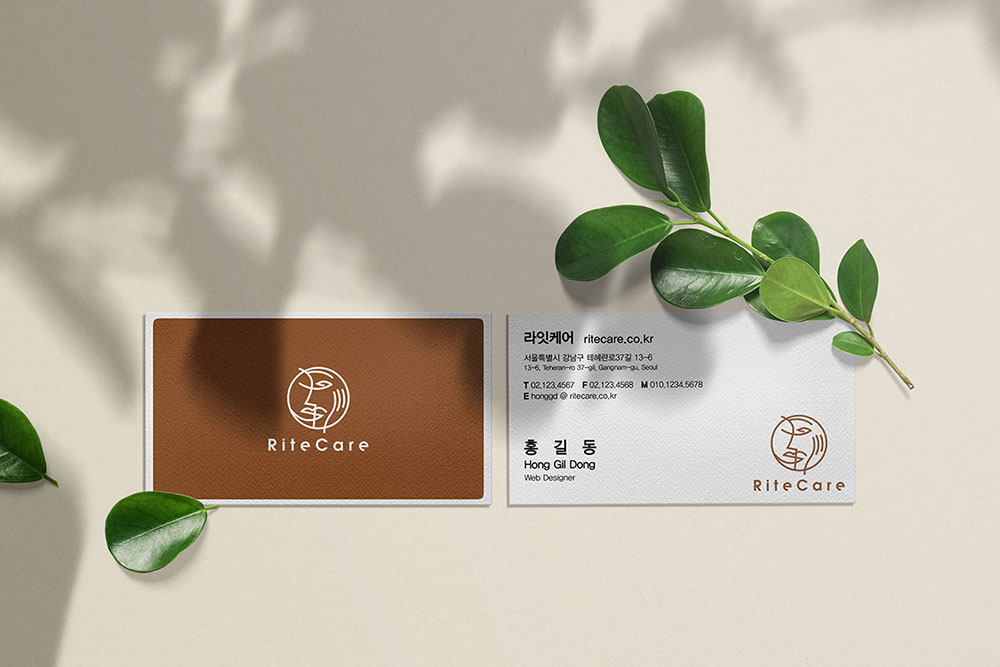 RiteCare
라잇케어 ritecare.co.kr
서울특별시 강남구 테헤란로37길 13-6
13-6, Teheran-ro 37-gil, Gangnam-gu, Seoul
T 02.123.4567 F 02.123.4568 M 010.1234.5678
E honggd @ ritecare.co.kr
홍 길 동
Hong Gil Dong
Web Designer
RiteCare